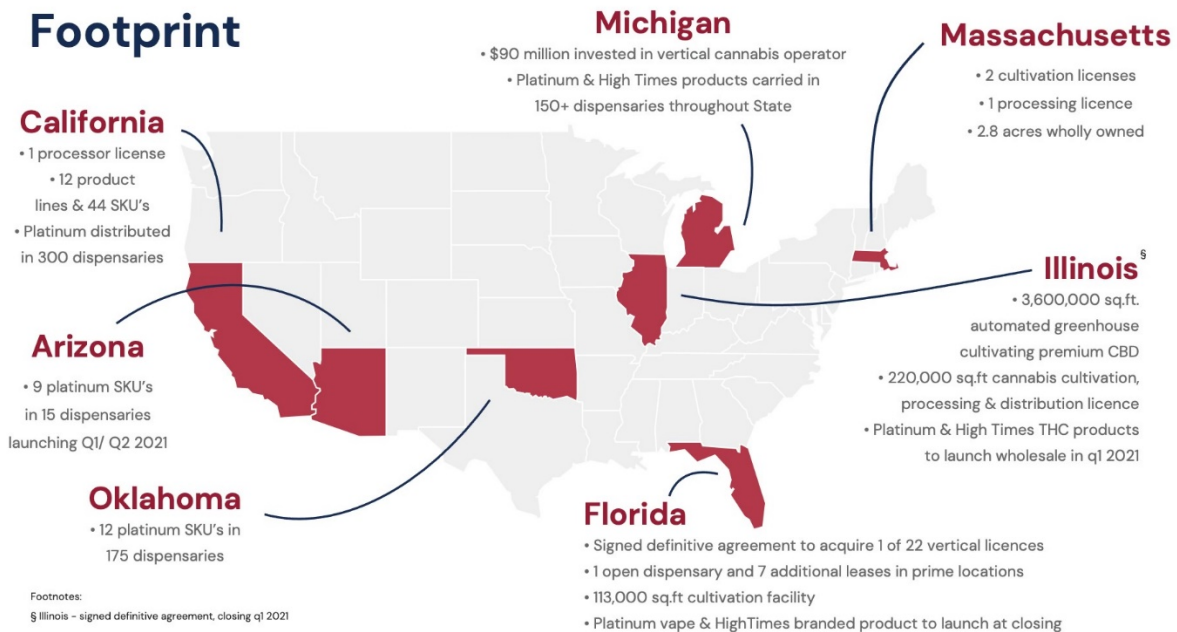 Footprint
Michigan
• $90 million invested in vertical cannabis operator
• Platinum & High Times products carried in
150+ dispensaries throughout State
Massachusetts
• 2 cultivation licenses
• 1 processing licence
• 2.8 acres wholly owned
California
• 1 processor license
• 12 product
lines & 44 SKU's
• Platinum distributed
in 300 dispensaries
Illinois§
• 3,600,000 sq.ft.
automated greenhouse
cultivating premium CBD
• 220,000 sq.ft cannabis cultivation,
processing & distribution licence
• Platinum & High Times THC products
to launch wholesale in q1 2021
Arizona
• 9 platinum SKU's
in 15 dispensaries
launching Q1/ Q2 2021
Oklahoma
• 12 platinum SKU's in
175 dispensaries
Florida
• Signed definitive agreement to acquire 1 of 22 vertical licences
• 1 open dispensary and 7 additional leases in prime locations
• 113,000 sq.ft cultivation facility
• Platinum vape & HighTimes branded product to launch at closing
Footnotes:
§ Illinois - signed definitive agreement, closing q1 2021